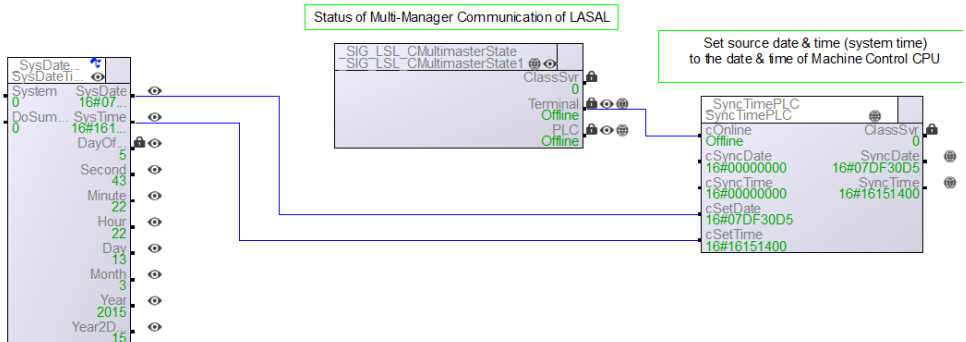 Status of Multi-Manager Communication of LASAL
Set source date & time (system time)
to the date & time of Machine Control CPU
_SysDate...
SysDateTi...
System SysDate
0 16#07...
DoSum... SysTime
0 16#161...
DayOf...
5
Second
43
Minute
22
Hour
22
Day
13
Month
3
Year
2015
Year2D...
15
_SIG_LSL_CMultimasterState
_SIG_LSL_CMultimasterState1
ClassSvr
0
Terminal
Offline
PLC
Offline
_SyncTimePLC
SyncTimePLC
cOnline ClassSvr
Offline 0
cSyncDate SyncDate
16#00000000 16#07DF30D5
cSyncTime SyncTime
16#00000000 16#16151400
cSetDate
16#07DF30D5
cSetTime
16#16151400